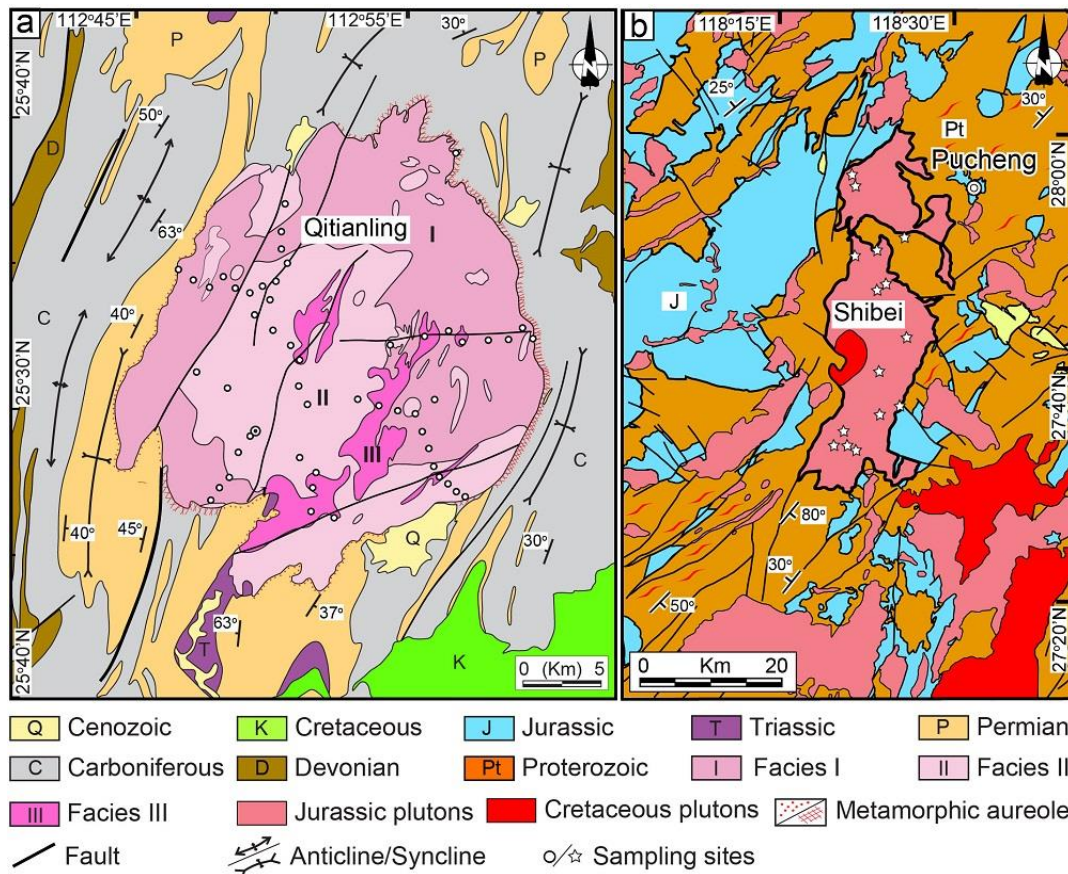 a
112°45'E
112°55'E
30°
N
P
P
25°40'N
50°
D
63°
Qitianling
I
C
40°
25°30'N
II
III
C
40°
45°
Q
30°
37°
63°
T
K
25°40'N
0 (Km) 5
b
118°15'E
118°30'E
N
25°
30°
Pt
Pucheng
28°00'N
J
Shibei
27°40'N
80°
30°
50°
27°20'N
Km
0 20
Q Cenozoic K Cretaceous J Jurassic T Triassic P Permian
C Carboniferous D Devonian Pt Proterozoic I Facies I II Facies II
III Facies III Jurassic plutons Cretaceous plutons Metamorphic aureole
Fault Anticline/Syncline Sampling sites